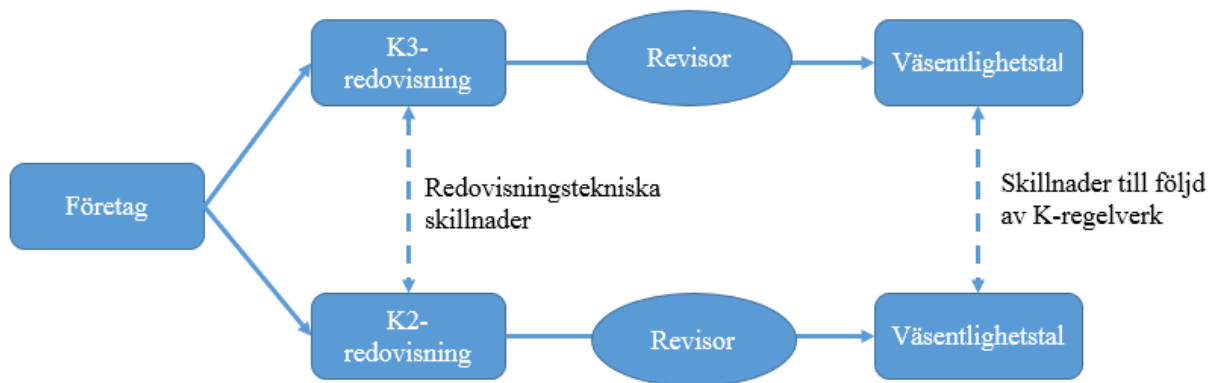 K3-
redovisning
Revisor
Väsentlighetstal
Företag
Redovisningstekniska
skillnader
Skillnader till följd
av K-regelverk
K2-
redovisning
Revisor
Väsentlighetstal